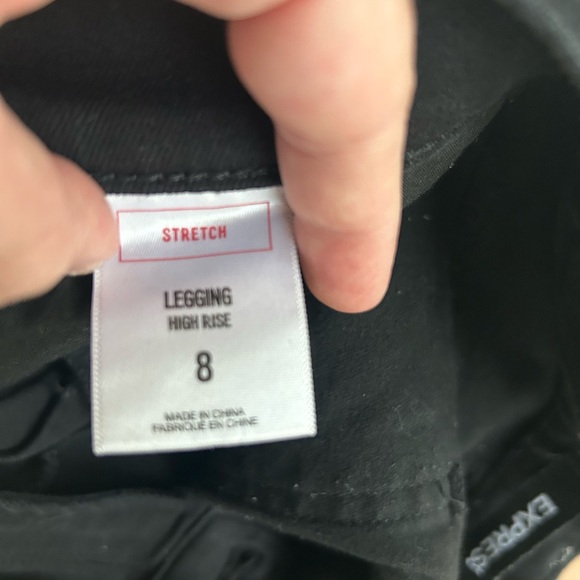 STRETCH
LEGGING
HIGH RISE
8
MADE IN CHINA
FABRIQUÉ EN CHINE
EXPRESS